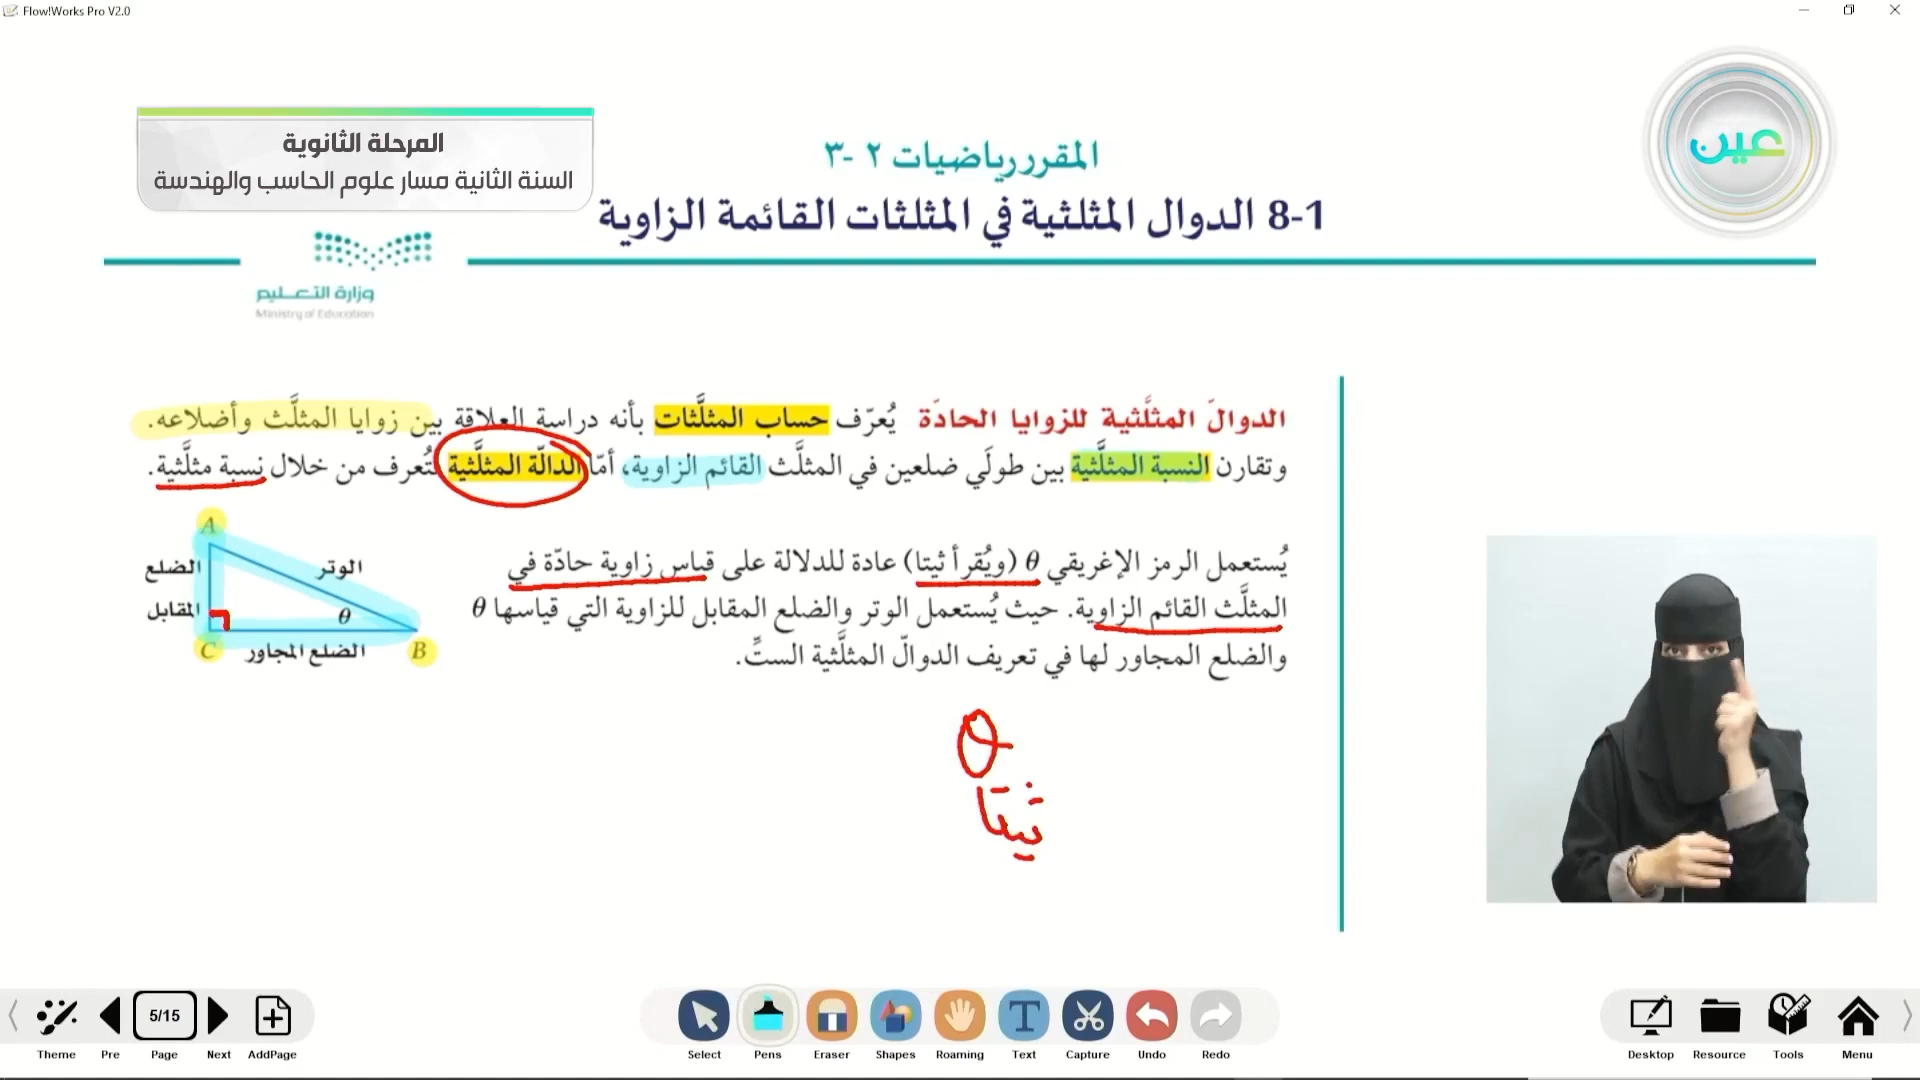 Flow!Works Pro V2.0
عين
المرحلة الثانوية
السنة الثانية مسار علوم الحاسب والهندسة
المقرر رياضيات ٢ -٣
8-1 الدوال المثلثية في المثلثات القائمة الزاوية
وزارة التعليم
Ministry of Education
الدوالّ المثلَّثية للزوايا الحادّة يُعرّف حساب المثلَّثات بأنه دراسة العلاقة بين زوايا المثلَّث وأضلاعه.
وتقارن النسبة المثلَّثية بين طولَي ضلعين في المثلَّث القائم الزاوية، أمّا الدالّة المثلَّثية فتُعرف من خلال نسبة مثلَّثية.
يُستعمل الرمز الإغريقي θ (ويُقرأ ثيتا) عادة للدلالة على قياس زاوية حادّة في
المثلَّث القائم الزاوية. حيث يُستعمل الوتر والضلع المقابل للزاوية التي قياسها θ
والضلع المجاور لها في تعريف الدوالّ المثلَّثية الستِّ.
A
الضلع
المقابل
الوتر
θ
C
الضلع المجاور
B
θ
ثيتا
Theme
Pre
5/15
Page
Next
AddPage
Select
Pens
Eraser
Shapes
Roaming
T
Text
Capture
Undo
Redo
Desktop
Resource
Tools
Menu